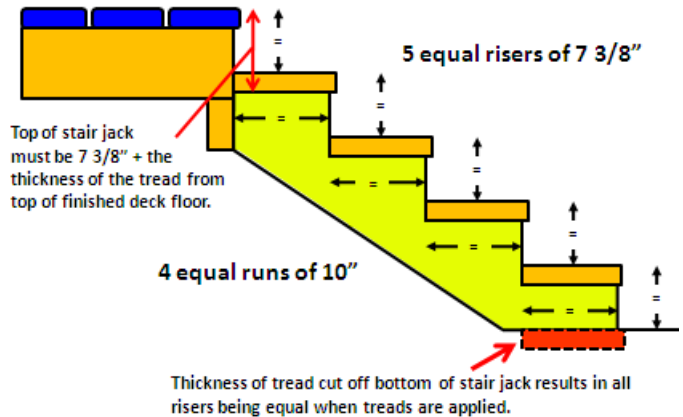 5 equal risers of 7 3/8”
=
=
=
=
=
=
=
=
=
Top of stair jack
must be 7 3/8” + the
thickness of the tread from
top of finished deck floor.
4 equal runs of 10”
Thickness of tread cut off bottom of stair jack results in all
risers being equal when treads are applied.